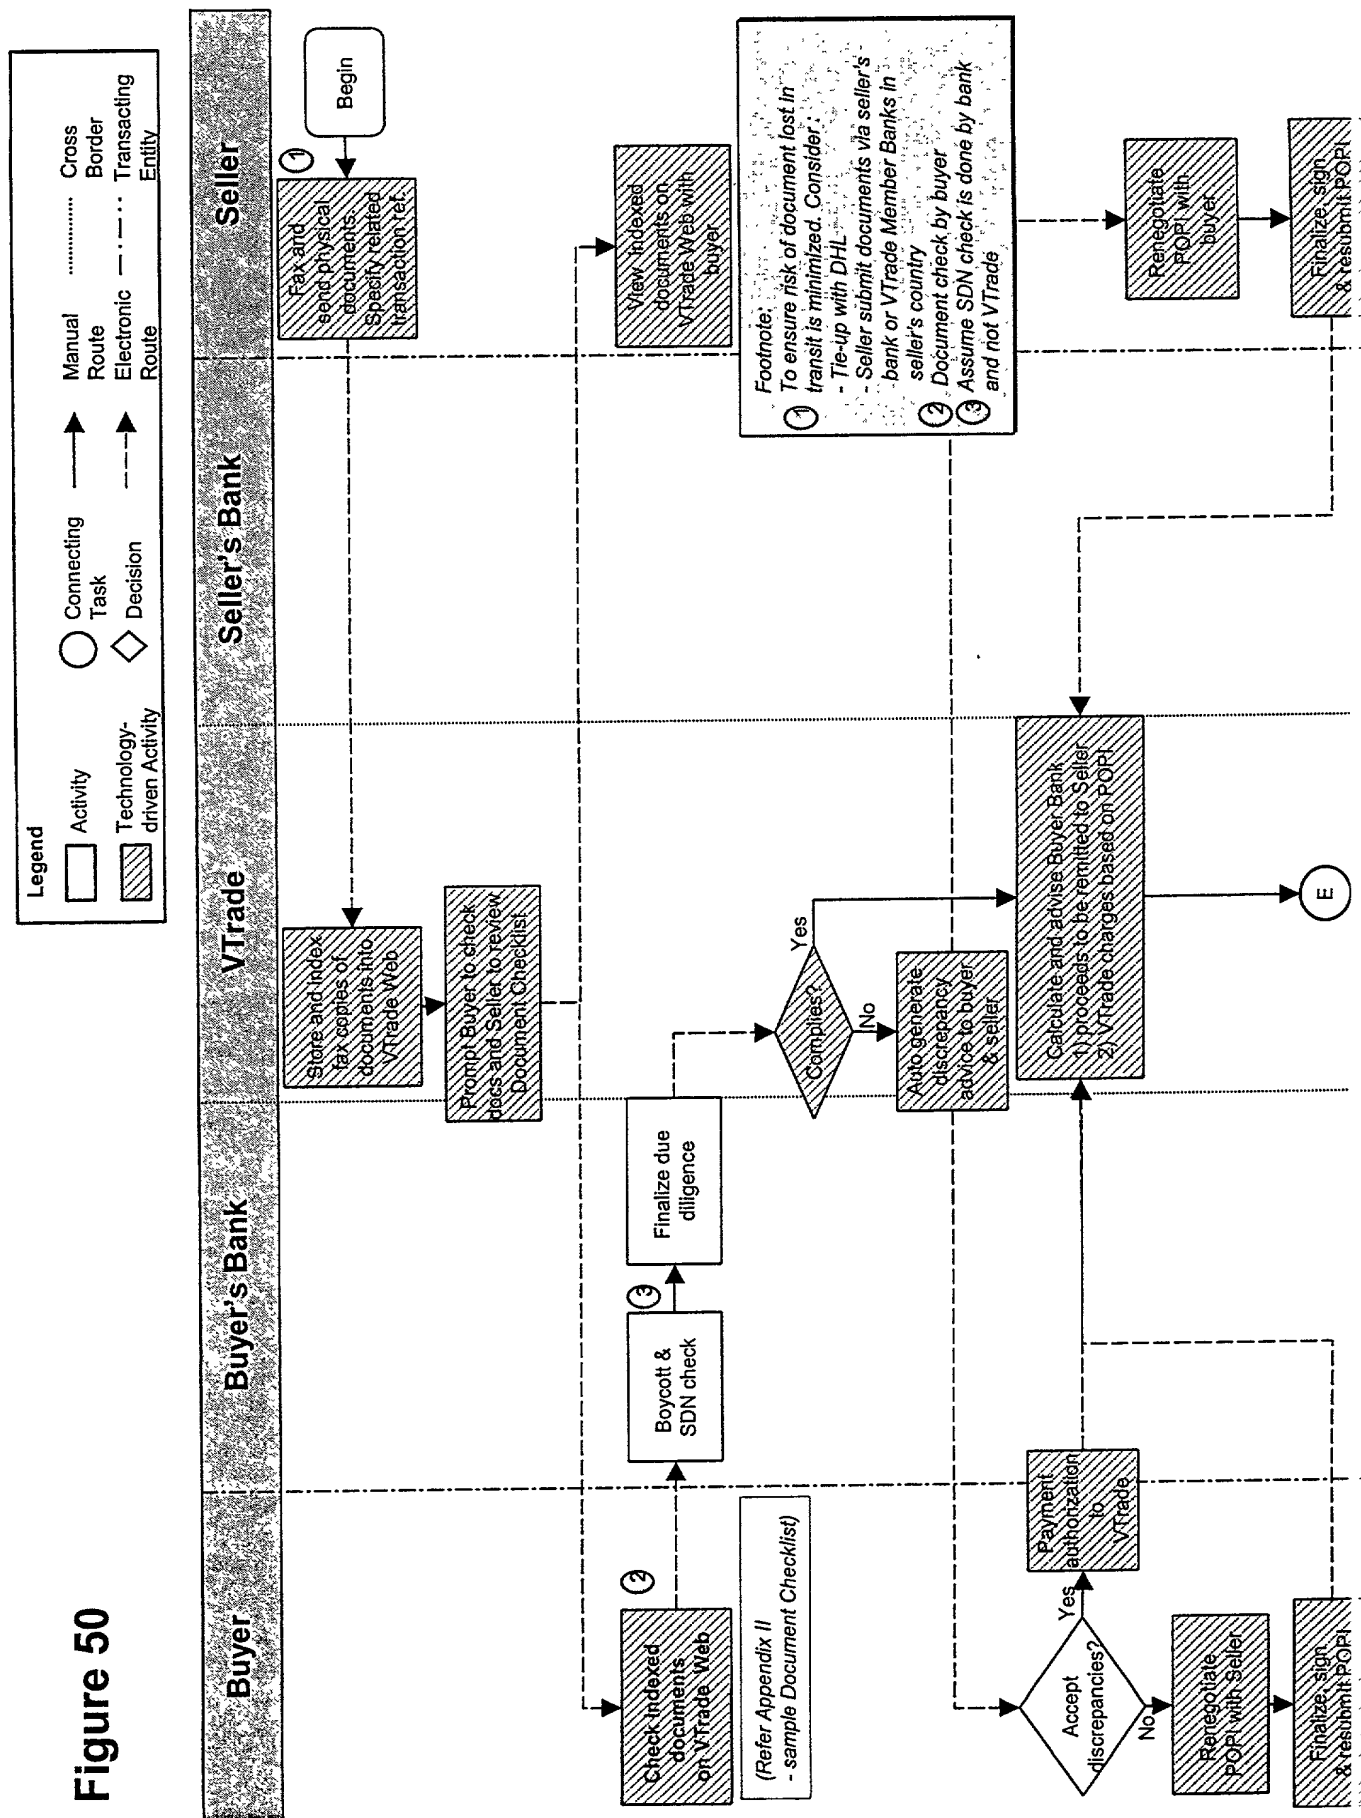 Figure 50
Legend
Activity
Technology-
driven Activity
Connecting
Task
Decision
Manual
Route
Electronic
Route
Cross
Border
Transacting
Entity
Buyer
Buyer's Bank
VTrade
Seller's Bank
Seller
Begin
1
Fax and
send physical
documents.
Specify related
transaction ref.
Store and index
fax copies of
documents into
VTrade Web
Prompt Buyer to check
docs and Seller to review
Document Checklist
View indexed
documents on
VTrade Web with
buyer
2
Check indexed
documents
on VTrade Web
(Refer Appendix II
- sample Document Checklist)
Boycott &
SDN check
3
Finalize due
diligence
Complies?
Yes
No
Auto generate
discrepancy
advice to buyer
& seller
Footnote:
1 To ensure risk of document lost in
transit is minimized. Consider :
- Tie-up with DHL
- Seller submit documents via seller's
bank or VTrade Member Banks in
seller's country
2 Document check by buyer
3 Assume SDN check is done by bank
and not VTrade
Accept
discrepancies?
Yes
No
Payment
authorization
to
VTrade
Calculate and advise Buyer Bank
1) proceeds to be remitted to Seller
2) VTrade charges based on POPI
Renegotiate
POPI with Seller
Finalize, sign
& resubmit POPI
Renegotiate
POPI with
buyer
Finalize, sign
& resubmit POPI
E